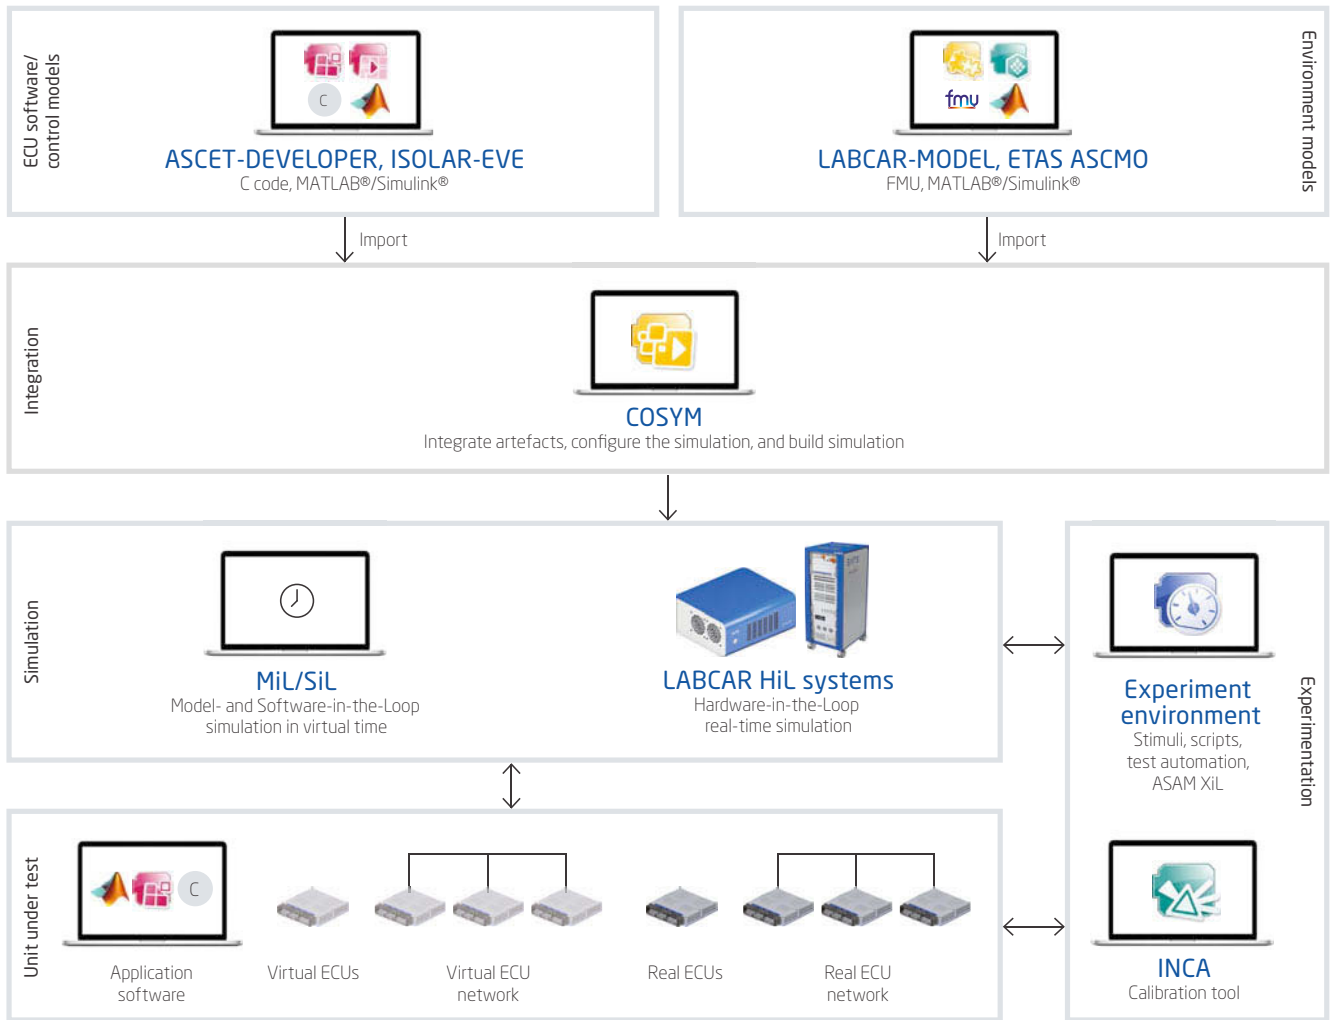 ECU software/
control models
C
ASCET-DEVELOPER, ISOLAR-EVE
C code, MATLAB®/Simulink®
fmu
LABCAR-MODEL, ETAS ASCMO
FMU, MATLAB®/Simulink®
Environment models
Import
Import
Integration
COSYM
Integrate artefacts, configure the simulation, and build simulation
Simulation
MiL/SiL
Model- and Software-in-the-Loop
simulation in virtual time
LABCAR HiL systems
Hardware-in-the-Loop
real-time simulation
Experiment
environment
Stimuli, scripts,
test automation,
ASAM XiL
Experimentation
Unit under test
C
Application
software
Virtual ECUs
Virtual ECU
network
Real ECUs
Real ECU
network
INCA
Calibration tool